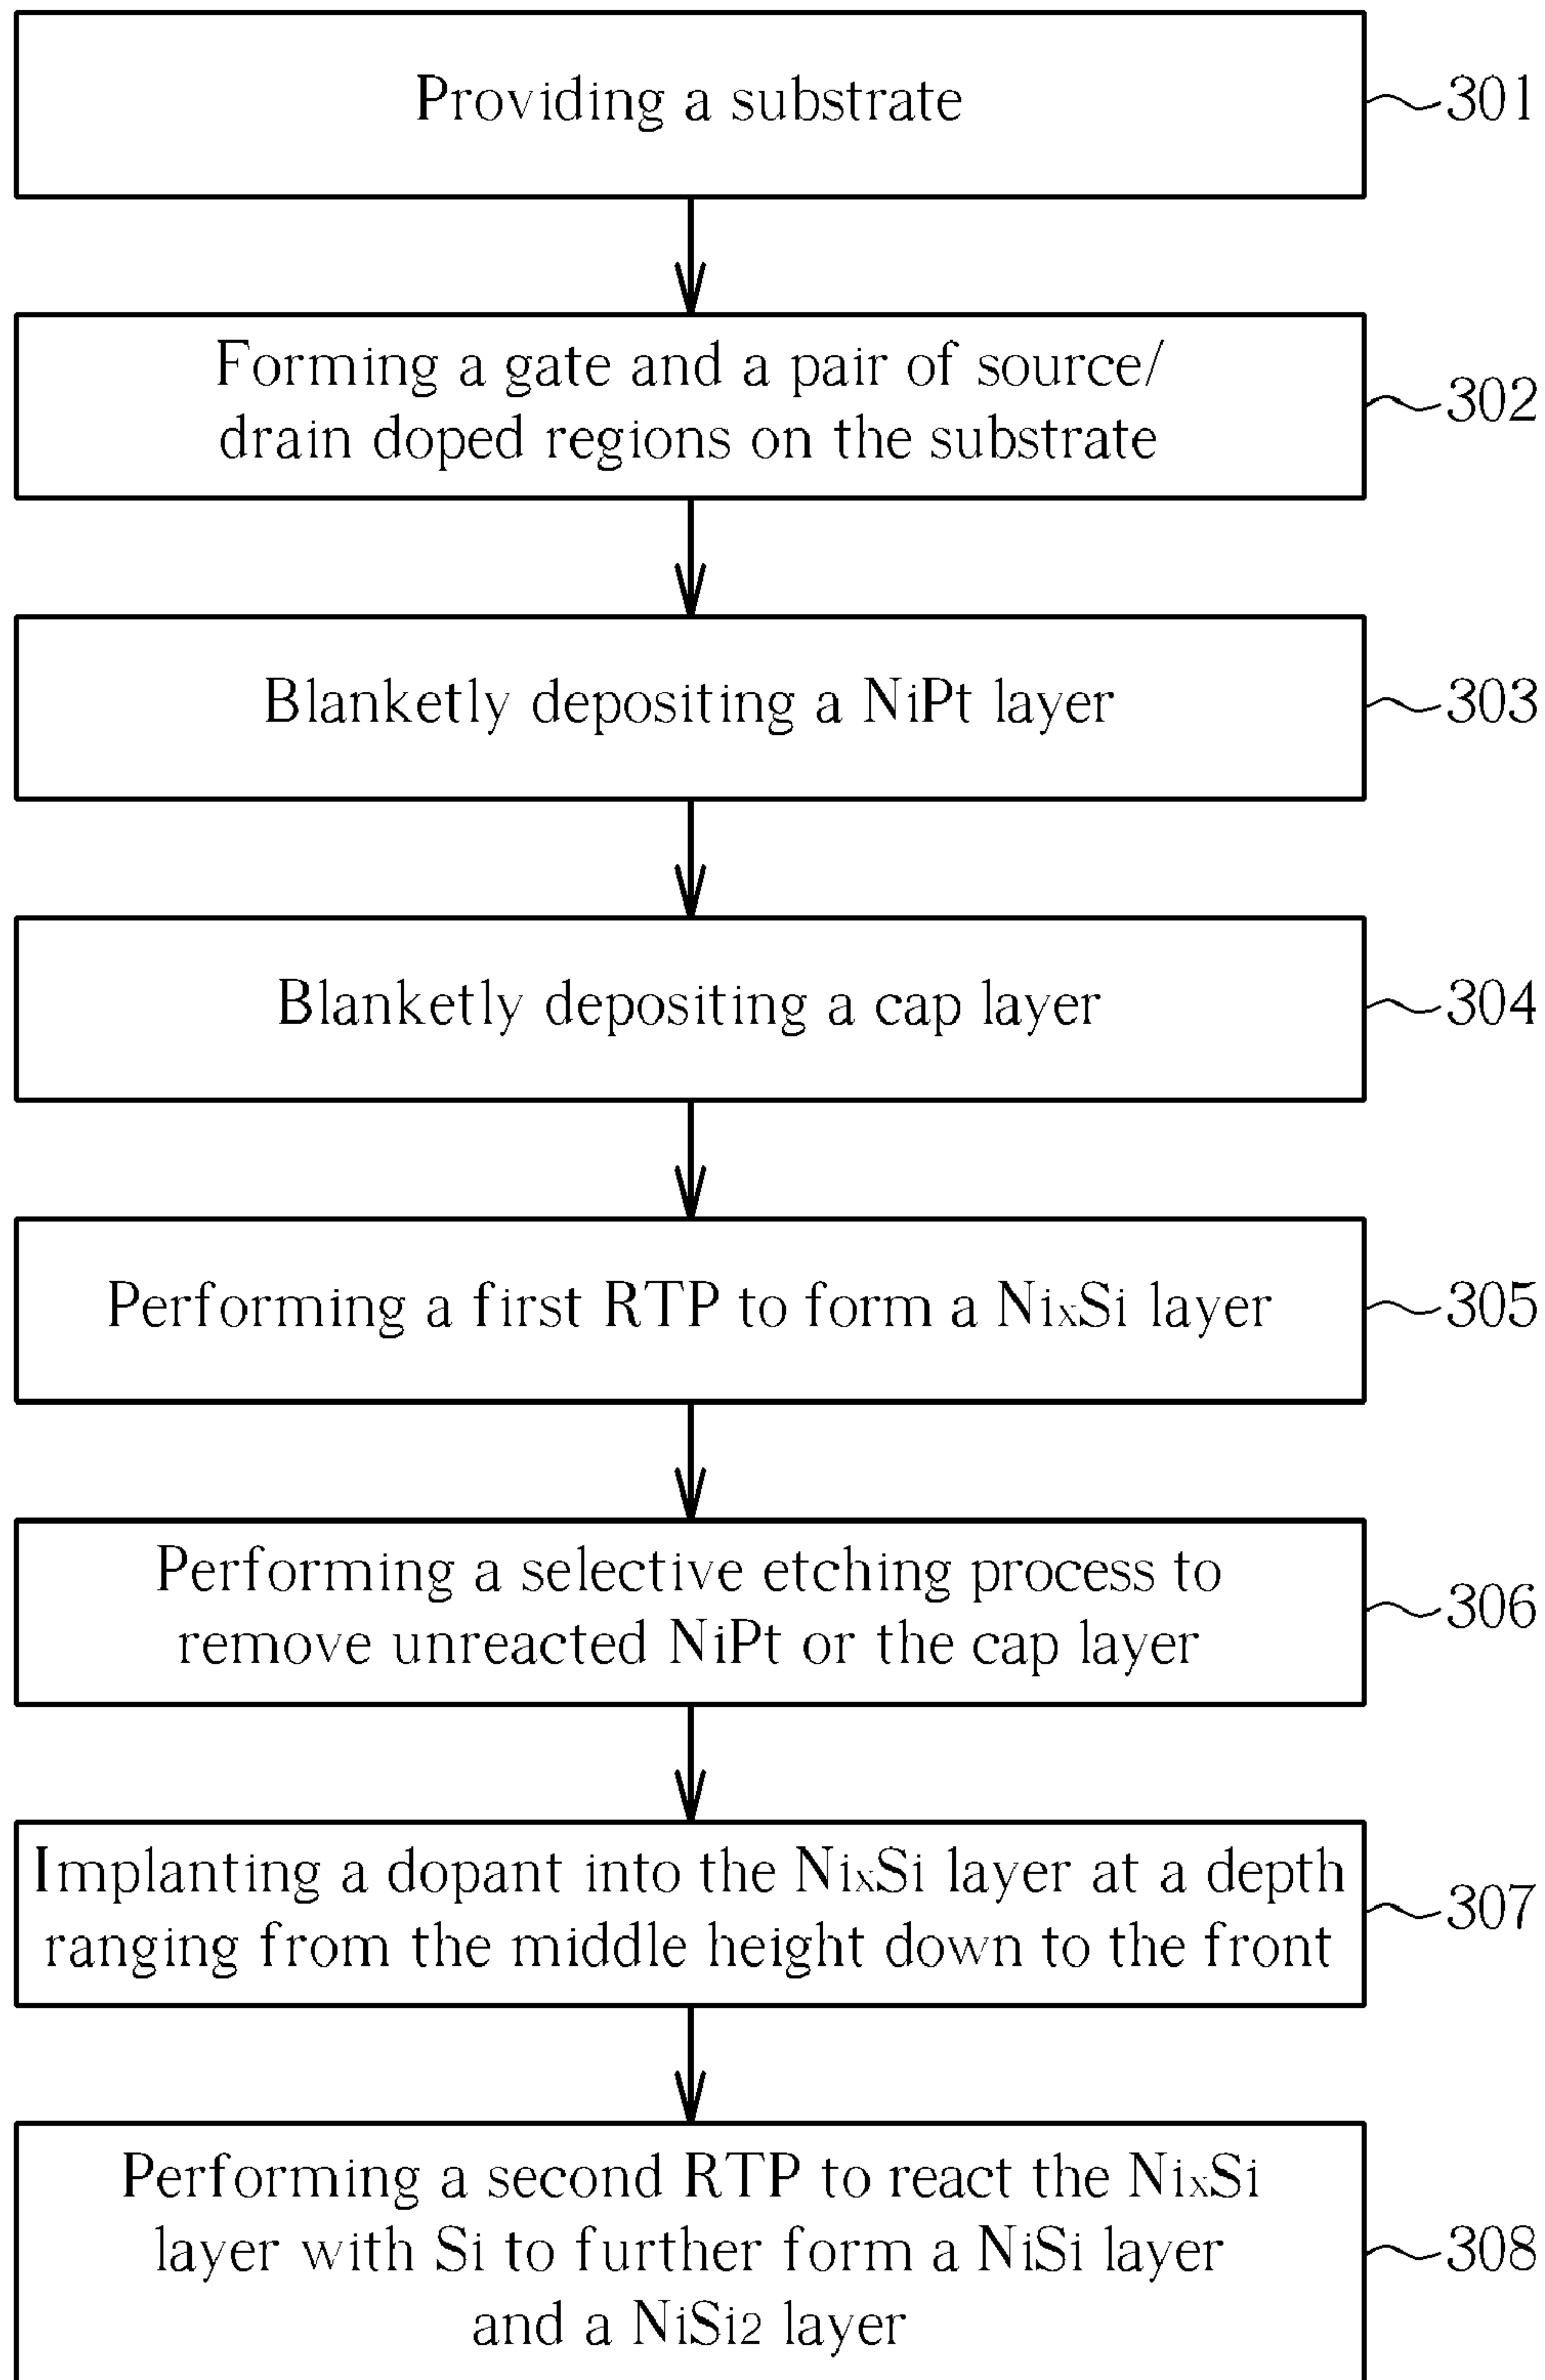 Providing a substrate
301
Forming a gate and a pair of source/
drain doped regions on the substrate
302
Blanketly depositing a NiPt layer
303
Blanketly depositing a cap layer
304
Performing a first RTP to form a NiₓSi layer
305
Performing a selective etching process to
remove unreacted NiPt or the cap layer
306
Implanting a dopant into the NiₓSi layer at a depth
ranging from the middle height down to the front
307
Performing a second RTP to react the NiₓSi
layer with Si to further form a NiSi layer
and a NiSi₂ layer
308